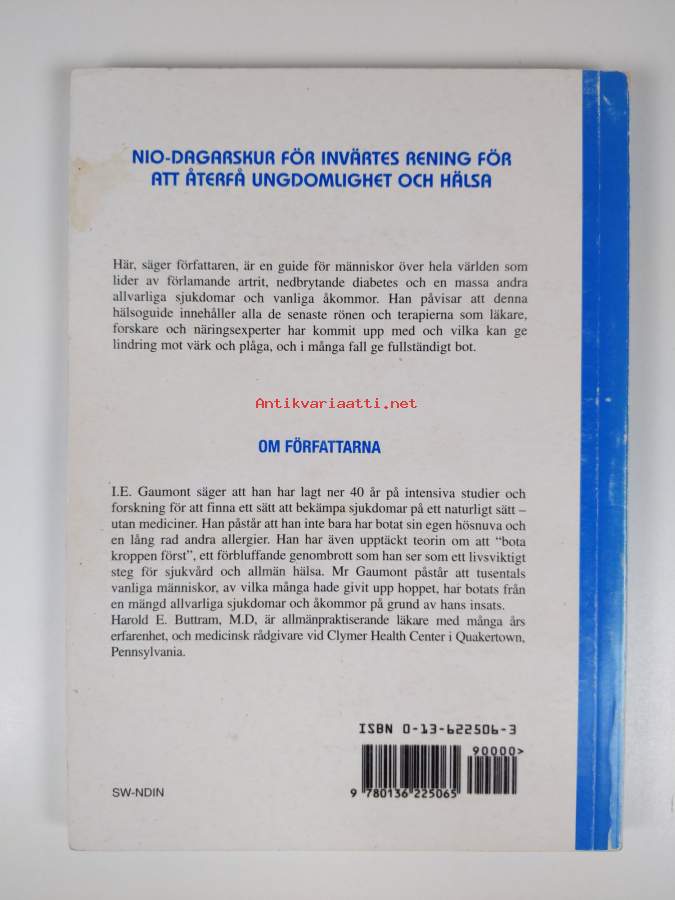 NIO-DAGARSKUR FÖR INVÄRTES RENING FÖR
ATT ÅTERFÅ UNGDOMLIGHET OCH HÄLSA
Här, säger författaren, är en guide för människor över hela världen som
lider av förlamande artrit, nedbrytande diabetes och en massa andra
allvarliga sjukdomar och vanliga åkommor. Han påvisar att denna
hälsoguide innehåller alla de senaste rönen och terapierna som läkare,
forskare och näringsexperter har kommit upp med och vilka kan ge
lindring mot värk och plåga, och i många fall ge fullständigt bot.
Antikvariaatti.net
OM FÖRFATTARNA
I.E. Gaumont säger att han har lagt ner 40 år på intensiva studier och
forskning för att finna ett sätt att bekämpa sjukdomar på ett naturligt sätt –
utan mediciner. Han påstår att han inte bara har botat sin egen hösnuva och
en lång rad andra allergier. Han har även upptäckt teorin om att “bota
kroppen först”, ett förbluffande genombrott som han ser som ett livsviktigt
steg för sjukvård och allmän hälsa. Mr Gaumont påstår att tusentals
vanliga människor, av vilka många hade givit upp hoppet, har botats från
en mängd allvarliga sjukdomar och åkommor på grund av hans insats.
Harold E. Buttram, M.D, är allmänpraktiserande läkare med många års
erfarenhet, och medicinsk rådgivare vid Clymer Health Center i Quakertown,
Pennsylvania.
ISBN 0-13-622506-3
90000>
9 780136 225065
SW-NDIN